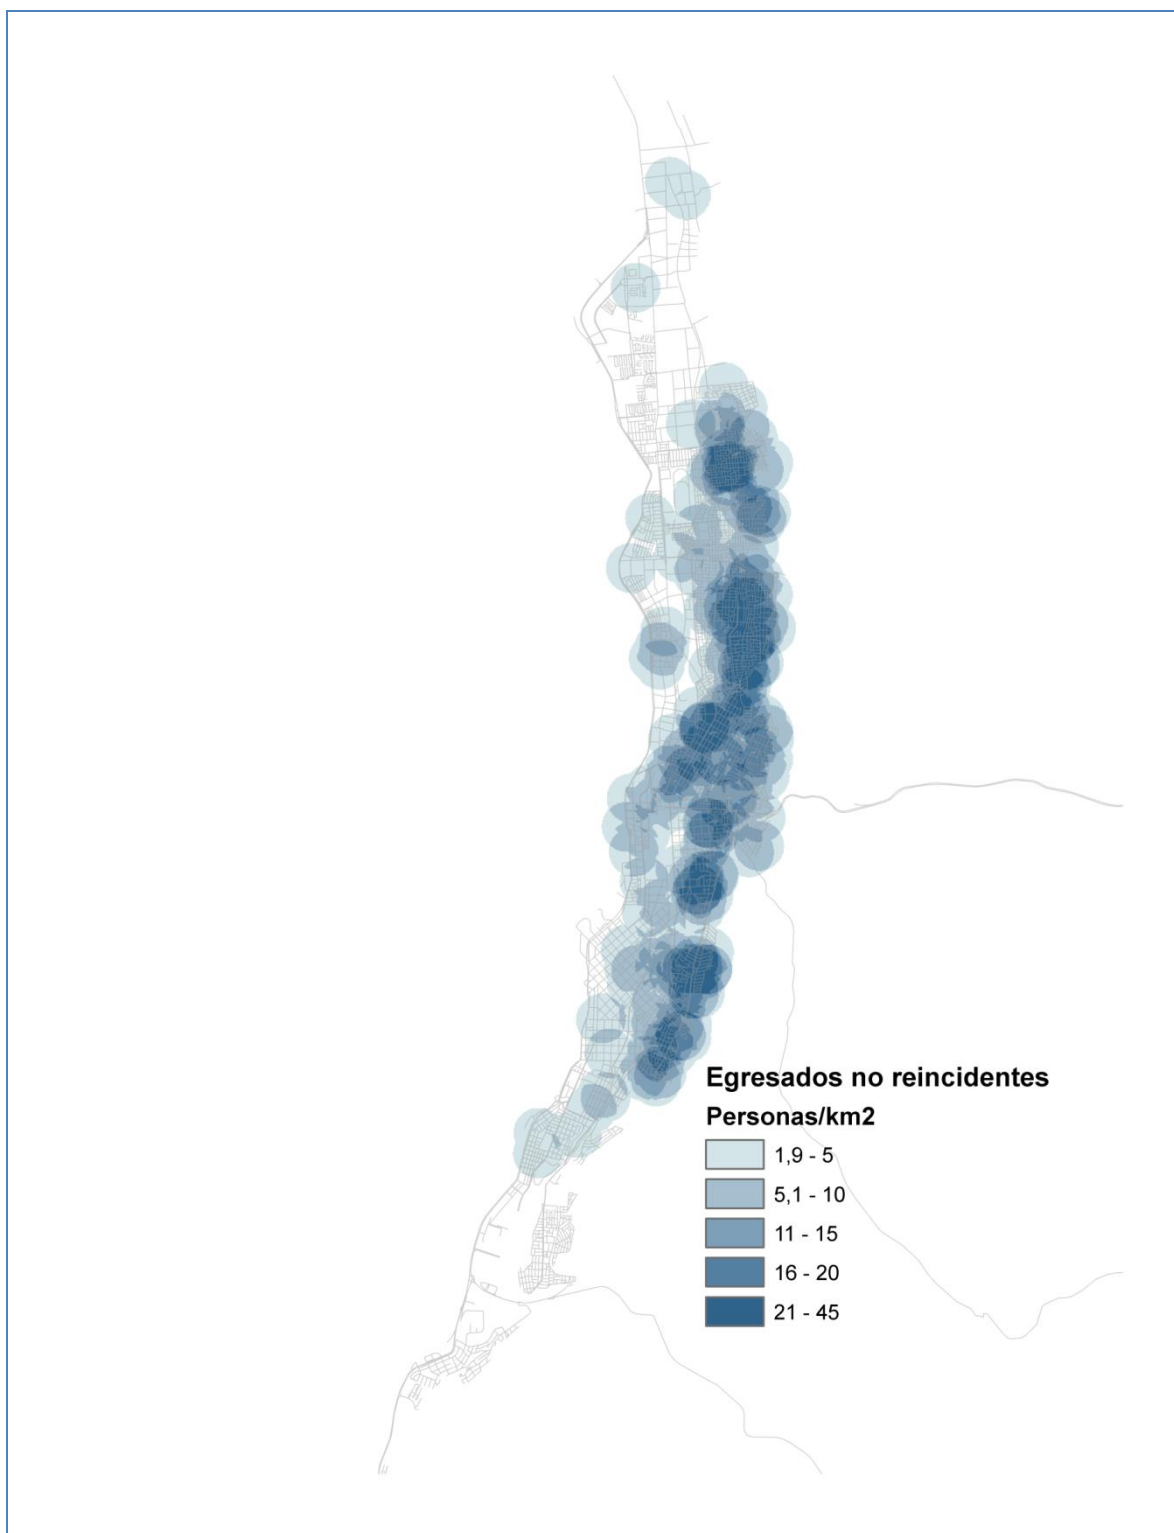 Egresados no reincidentes
Personas/km2
1,9 - 5
5,1 - 10
11 - 15
16 - 20
21 - 45